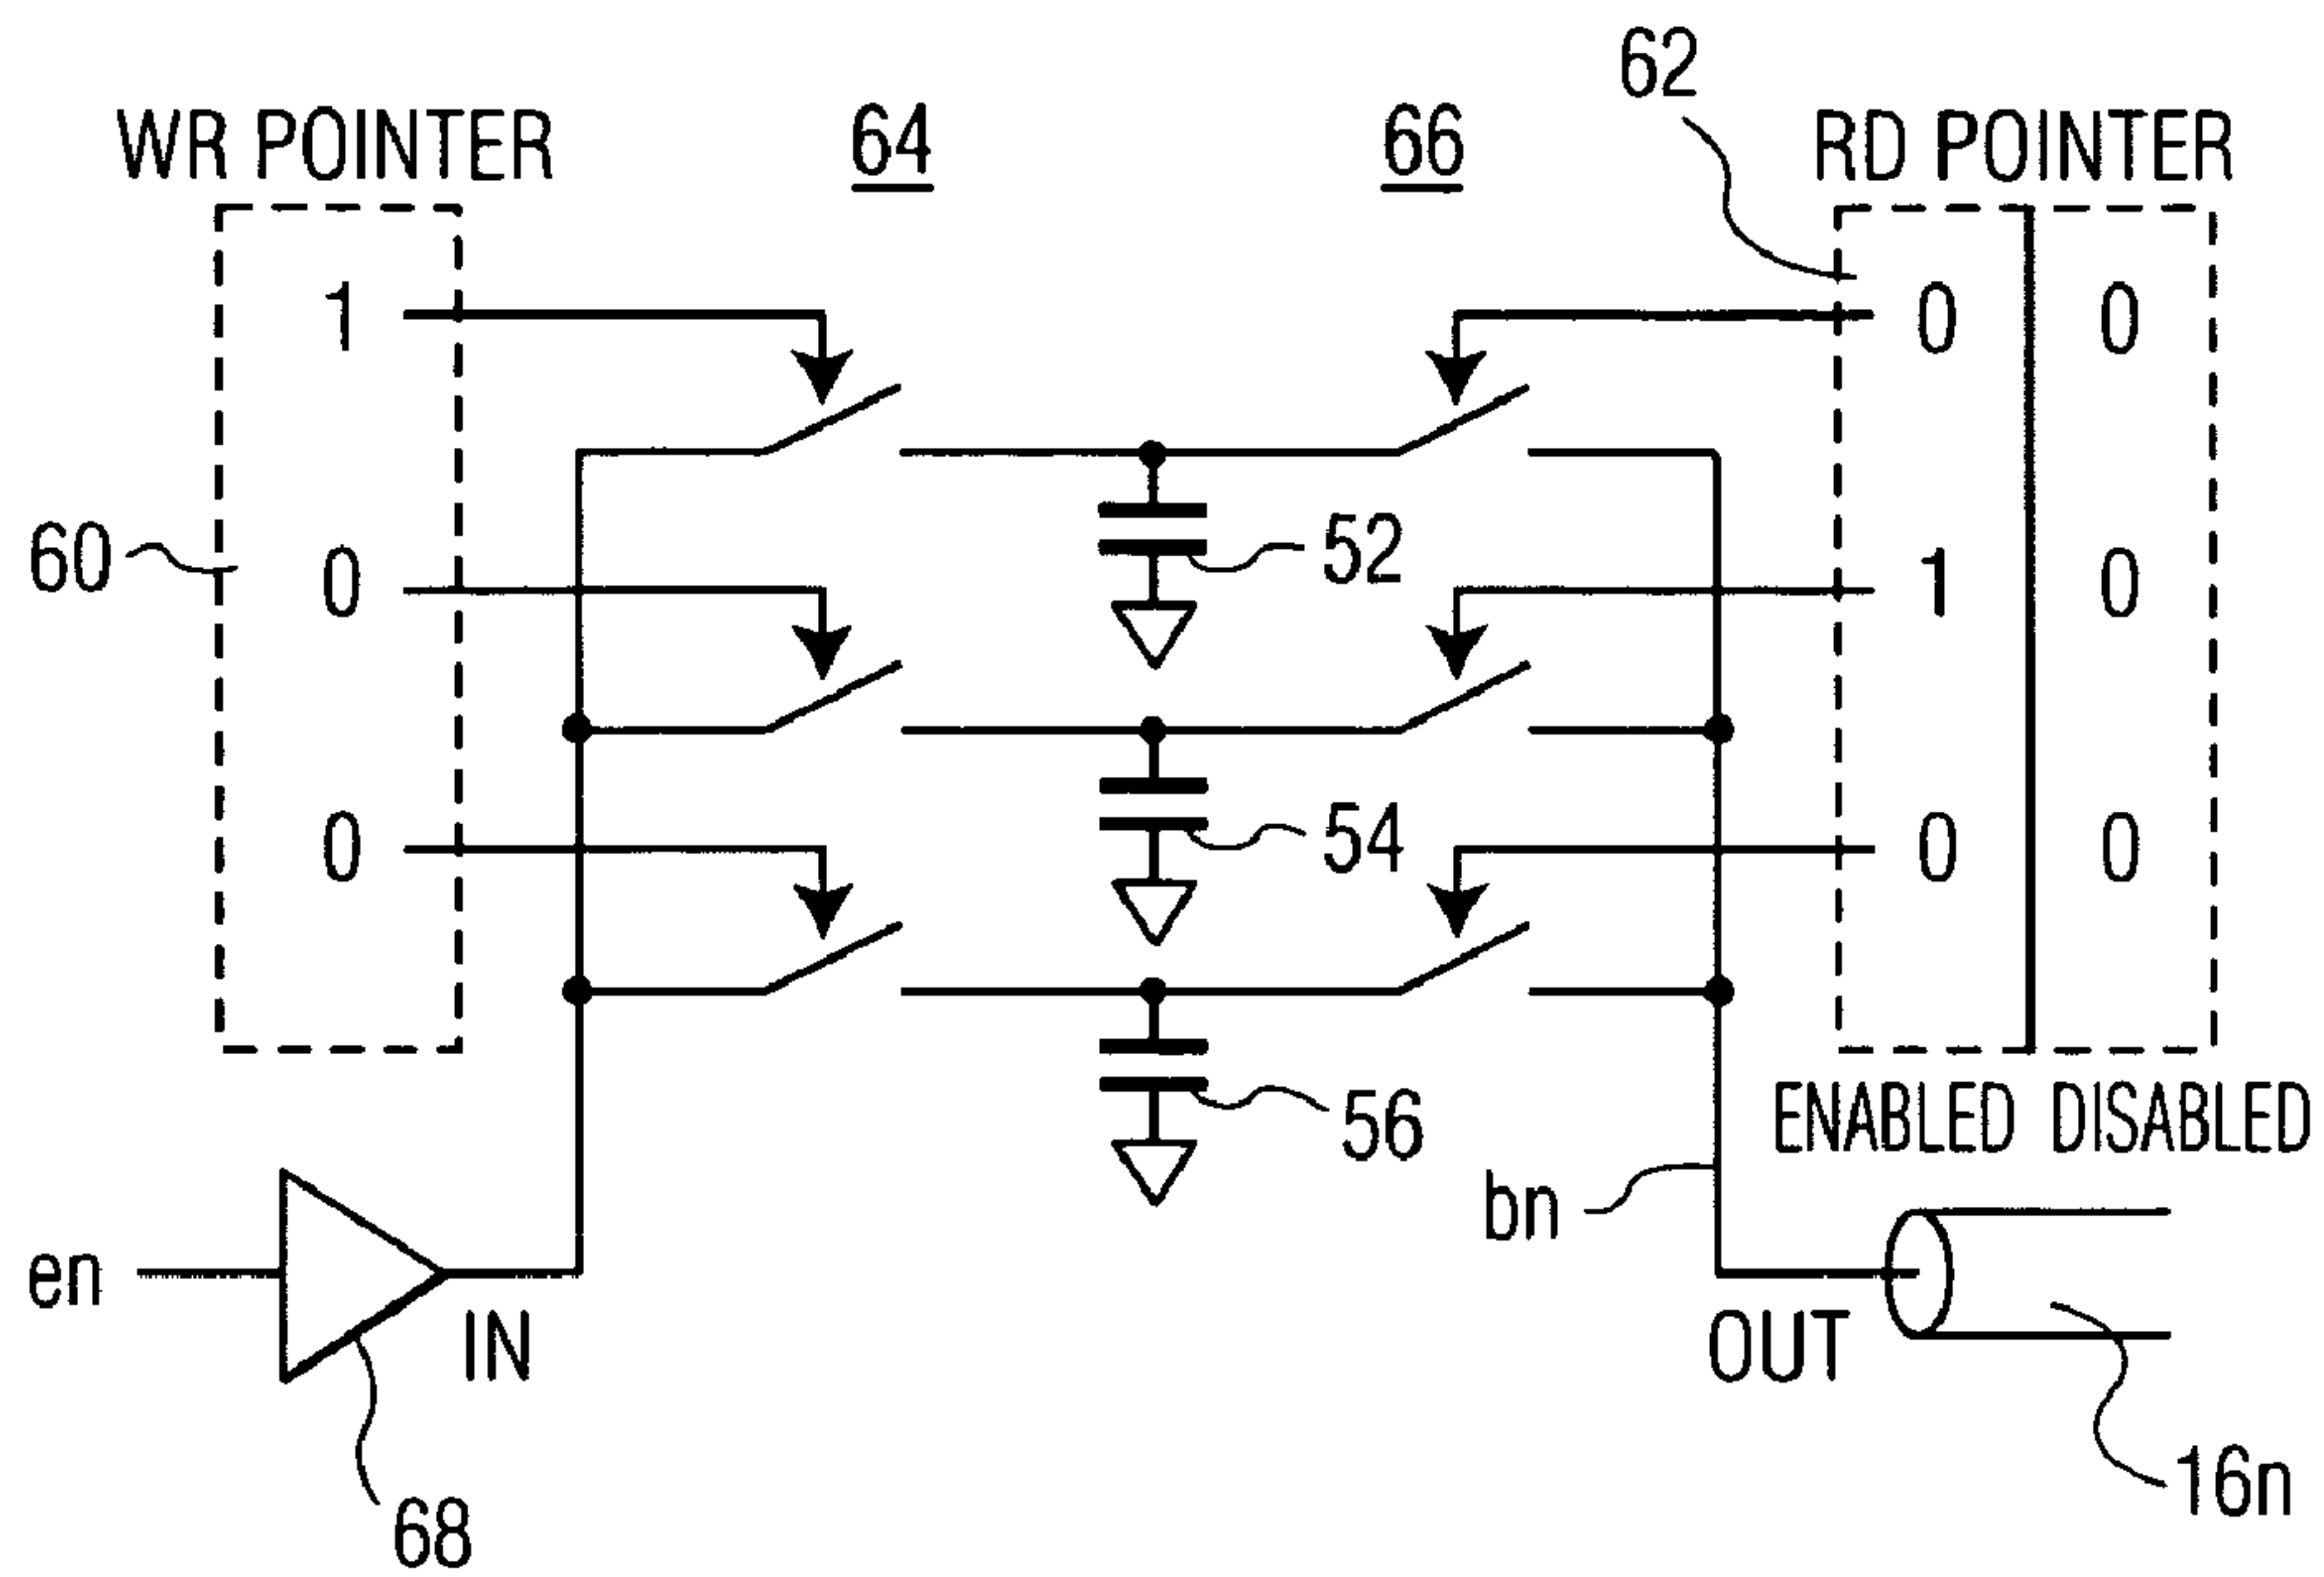 62
WR POINTER 64 66 RD POINTER
1 0 0
52
60 0 1 0
54
0 0 0
56
ENABLED DISABLED
bn
en
IN OUT
16n
68